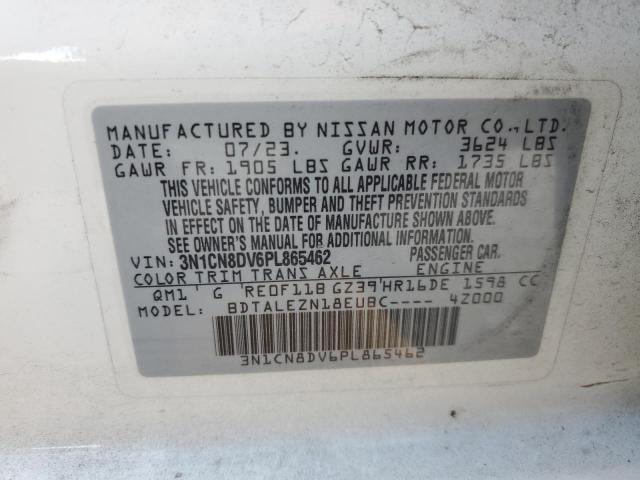 MANUFACTURED BY NISSAN MOTOR CO., LTD.
DATE: 07/23. GVWR: 3624 LBS
GAWR FR: 1905 LBS GAWR RR: 1735 LBS
THIS VEHICLE CONFORMS TO ALL APPLICABLE FEDERAL MOTOR
VEHICLE SAFETY, BUMPER AND THEFT PREVENTION STANDARDS
IN EFFECT ON THE DATE OF MANUFACTURE SHOWN ABOVE.
SEE OWNER'S MANUAL FOR ADDITIONAL INFORMATION.
VIN: 3N1CN8DV6PL865462 PASSENGER CAR.
COLOR TRIM TRANS AXLE ENGINE
QM1' G 'RE0F11B GZ39'HR16DE 1598 CC
MODEL: BDTALEZN18EUBC---- 4Z000
3N1CN8DV6PL865462